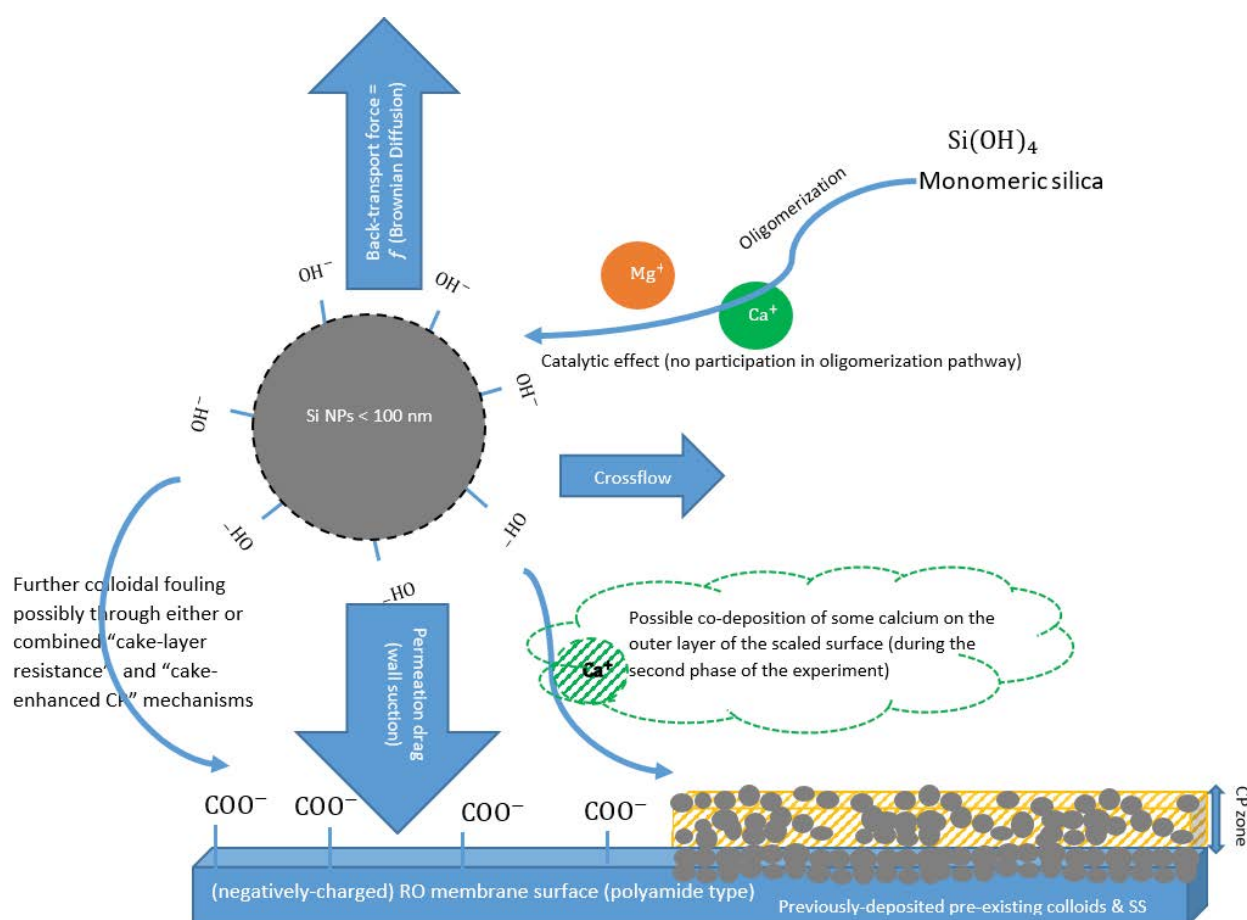 Back-transport force =
f (Brownian Diffusion)
Si(OH)₄
Monomeric silica
Oligomerization
Mg⁺
Ca⁺
Catalytic effect (no participation in oligomerization pathway)
OH⁻
OH⁻
OH⁻
OH⁻
Si NPs < 100 nm
Crossflow
⁻HO
⁻HO
⁻HO
Further colloidal fouling
possibly through either or
combined “cake-layer
resistance” and “cake-
enhanced CP” mechanisms
Permeation drag
(wall suction)
Possible co-deposition of some calcium on the
outer layer of the scaled surface (during the
second phase of the experiment)
Ca⁺
COO⁻
COO⁻
COO⁻
COO⁻
CP zone
(negatively-charged) RO membrane surface (polyamide type)
Previously-deposited pre-existing colloids & SS